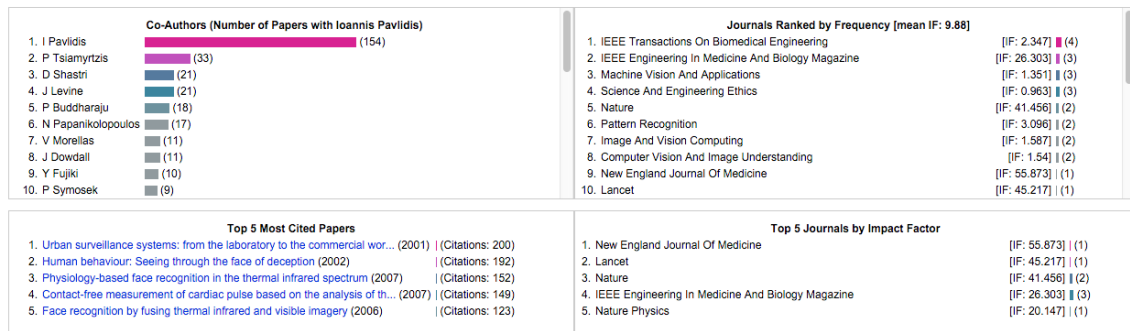 Co-Authors (Number of Papers with Ioannis Pavlidis)
1. I Pavlidis (154)
2. P Tsiamyrtzis (33)
3. D Shastri (21)
4. J Levine (21)
5. P Buddharaju (18)
6. N Papanikolopoulos (17)
7. V Morellas (11)
8. J Dowdall (11)
9. Y Fujiki (10)
10. P Symosek (9)
Journals Ranked by Frequency [mean IF: 9.88]
1. IEEE Transactions On Biomedical Engineering [IF: 2.347] (4)
2. IEEE Engineering In Medicine And Biology Magazine [IF: 26.303] (3)
3. Machine Vision And Applications [IF: 1.351] (3)
4. Science And Engineering Ethics [IF: 0.963] (3)
5. Nature [IF: 41.456] (2)
6. Pattern Recognition [IF: 3.096] (2)
7. Image And Vision Computing [IF: 1.587] (2)
8. Computer Vision And Image Understanding [IF: 1.54] (2)
9. New England Journal Of Medicine [IF: 55.873] (1)
10. Lancet [IF: 45.217] (1)
Top 5 Most Cited Papers
1. Urban surveillance systems: from the laboratory to the commercial wor... (2001) (Citations: 200)
2. Human behaviour: Seeing through the face of deception (2002) (Citations: 192)
3. Physiology-based face recognition in the thermal infrared spectrum (2007) (Citations: 152)
4. Contact-free measurement of cardiac pulse based on the analysis of th... (2007) (Citations: 149)
5. Face recognition by fusing thermal infrared and visible imagery (2006) (Citations: 123)
Top 5 Journals by Impact Factor
1. New England Journal Of Medicine [IF: 55.873] (1)
2. Lancet [IF: 45.217] (1)
3. Nature [IF: 41.456] (2)
4. IEEE Engineering In Medicine And Biology Magazine [IF: 26.303] (3)
5. Nature Physics [IF: 20.147] (1)